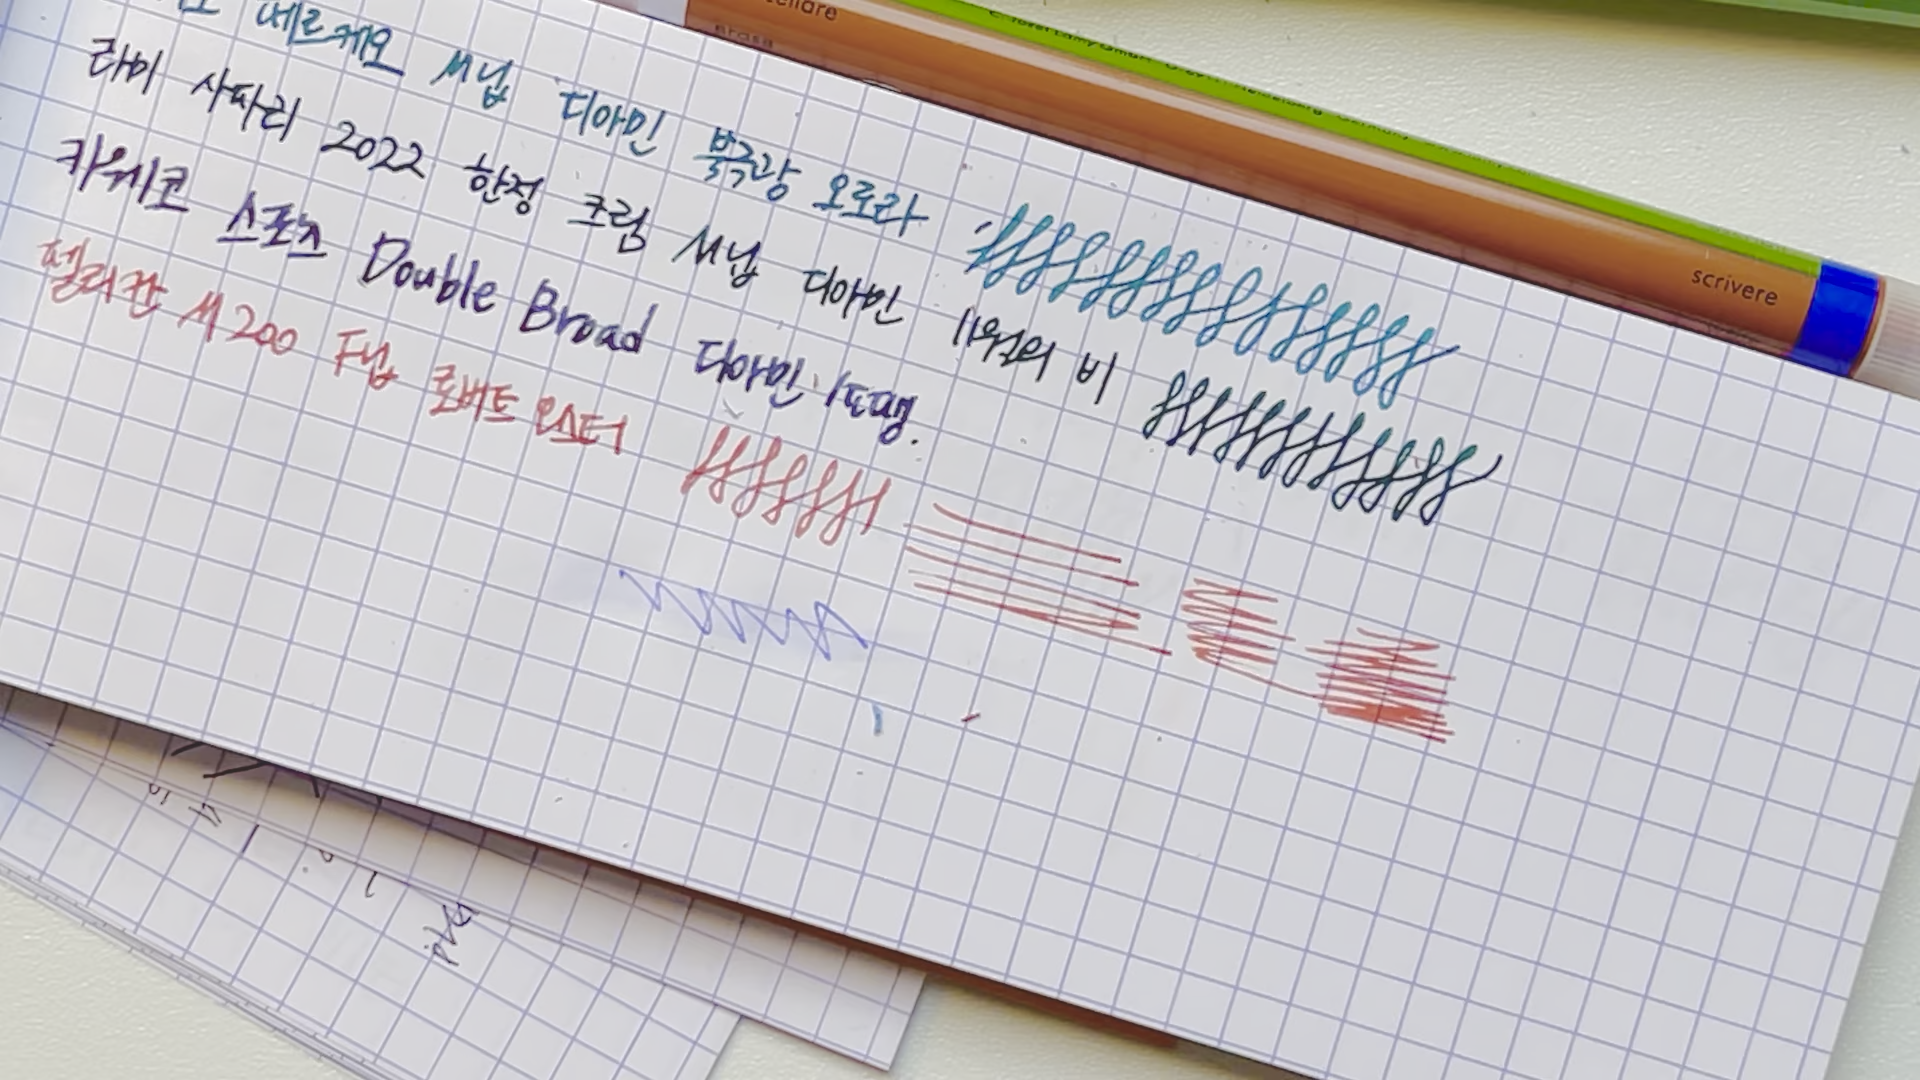 cellare
erase
scrivere
베르케오 M닙 디아민 북극광 오로라
라미 사파리 2022 한정 크림 M닙 디아민 11월의 비
카웨코 스포츠 Double Broad 디아민
펠리칸 M200 F닙 로버트 오스터